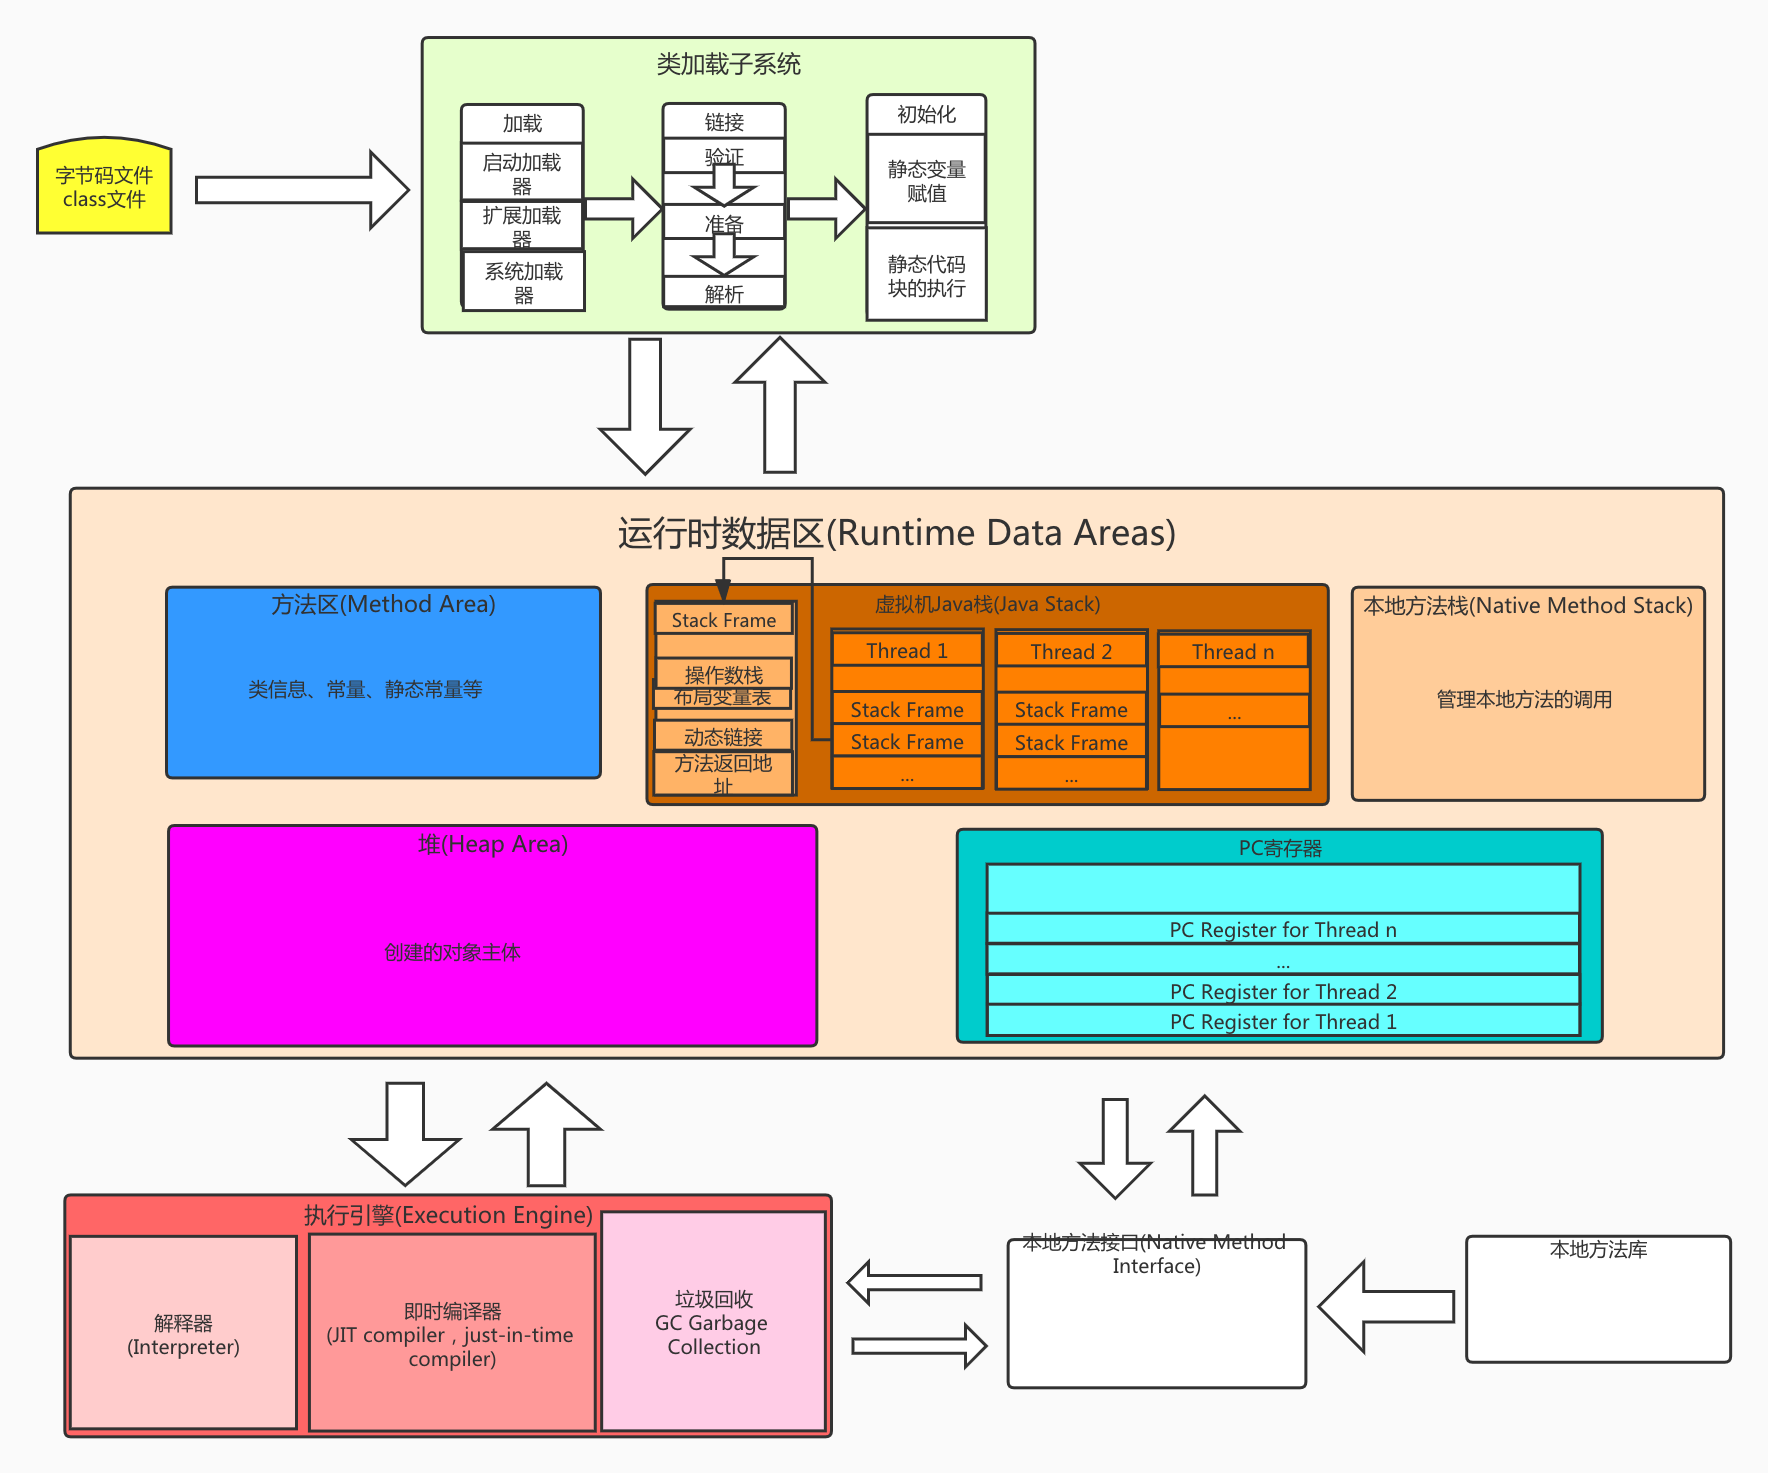 类加载子系统
字节码文件
class文件
加载
启动加载
器
扩展加载
器
系统加载
器
链接
验证
准备
解析
初始化
静态变量
赋值
静态代码
块的执行
运行时数据区(Runtime Data Areas)
方法区(Method Area)
类信息、常量、静态常量等
虚拟机Java栈(Java Stack)
Stack Frame
操作数栈
布局变量表
动态链接
方法返回地
址
Thread 1
Stack Frame
Stack Frame
...
Thread 2
Stack Frame
Stack Frame
...
Thread n
...
本地方法栈(Native Method Stack)
管理本地方法的调用
堆(Heap Area)
创建的对象主体
PC寄存器
PC Register for Thread n
...
PC Register for Thread 2
PC Register for Thread 1
执行引擎(Execution Engine)
解释器
(Interpreter)
即时编译器
(JIT compiler，just-in-time
compiler)
垃圾回收
GC Garbage
Collection
本地方法接口(Native Method
Interface)
本地方法库